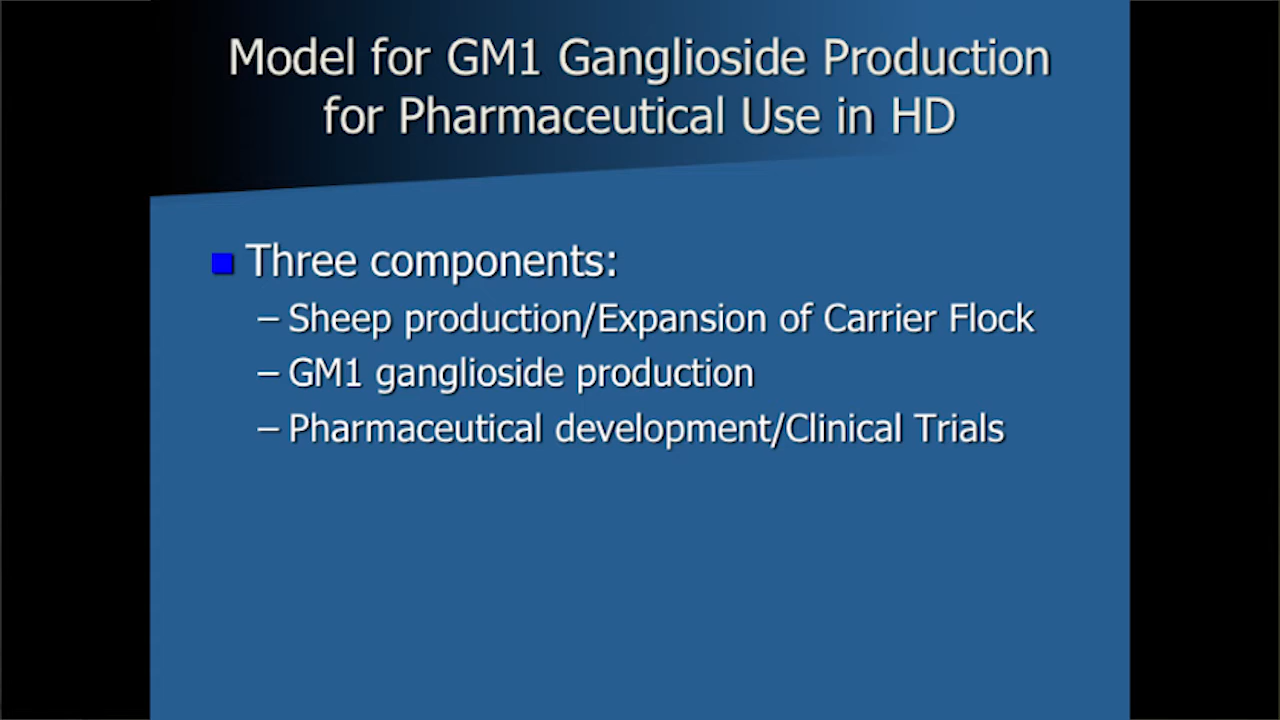 Model for GM1 Ganglioside Production
for Pharmaceutical Use in HD
Three components:
– Sheep production/Expansion of Carrier Flock
– GM1 ganglioside production
– Pharmaceutical development/Clinical Trials